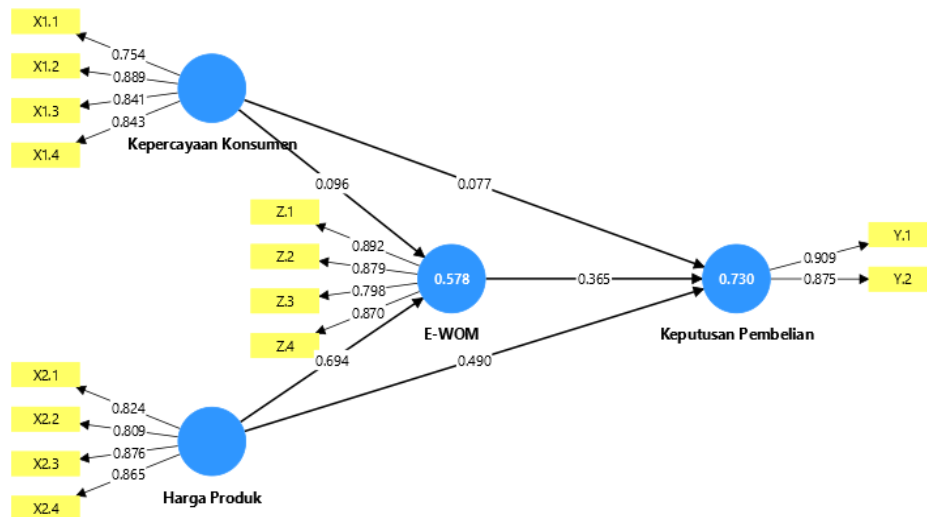 X1.1
0.754
X1.2
0.889
X1.3
0.841
0.843
X1.4
Kepercayaan Konsumen
0.096
0.077
Z.1
0.892
Z.2
0.879
Z.3
0.798
0.870
Z.4
0.578
E-WOM
0.365
0.694
0.490
0.730
Keputusan Pembelian
Y.1
0.909
0.875
Y.2
X2.1
0.824
X2.2
0.809
X2.3
0.876
0.865
X2.4
Harga Produk